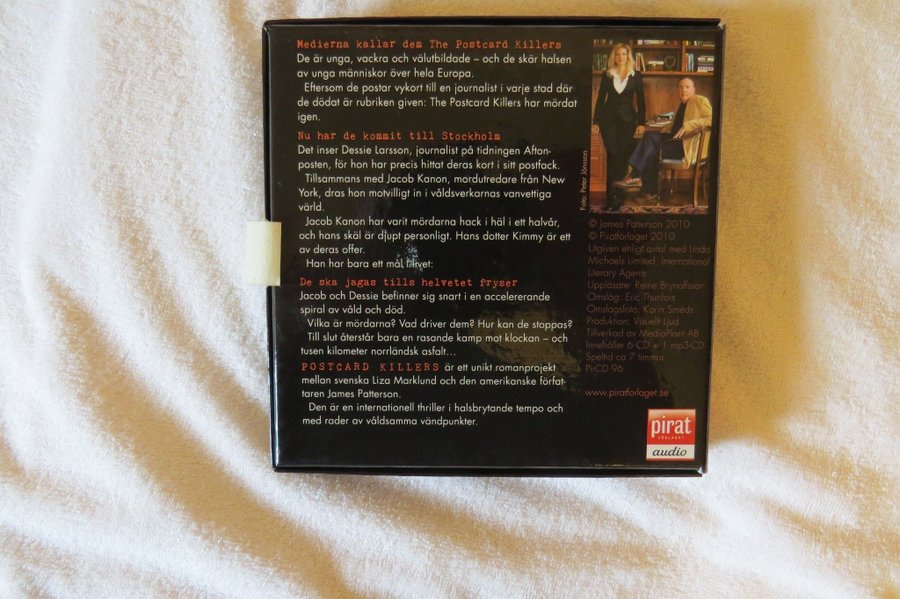 Medierna kallar dem The Postcard Killers
De är unga, vackra och välutbildade – och de skär halsen
av unga människor över hela Europa.
Eftersom de postar vykort till en journalist i varje stad där
de dödat är rubriken given: The Postcard Killers har mördat
igen.
Nu har de kommit till Stockholm
Det inser Dessie Larsson, journalist på tidningen Afton-
posten, för hon har precis hittat deras kort i sitt postfack.
Tillsammans med Jacob Kanon, mordutredare från New
York, dras hon motvilligt in i våldsverkarnas vanvettiga
värld.
Jacob Kanon har varit mördarna hack i häl i ett halvår,
och hans skäl är djupt personligt. Hans dotter Kimmy är ett
av deras offer.
Han har bara ett mål i livet:
De ska jagas tills helvetet fryser
Jacob och Dessie befinner sig snart i en accelererande
spiral av våld och död.
Vilka är mördarna? Vad driver dem? Hur kan de stoppas?
Till slut återstår bara en rasande kamp mot klockan – och
tusen kilometer norrländsk asfalt...
POSTCARD KILLERS är ett unikt romanprojekt
mellan svenska Liza Marklund och den amerikanske förfat-
taren James Patterson.
Den är en internationell thriller i halsbrytande tempo och
med rader av våldsamma vändpunkter.
Foto: Peter Jönsson
© James Patterson 2010
© Piratförlaget 2010
Utgiven enligt avtal med Linda
Michaels Limited, International
Literary Agents
Uppläsare: Reine Brynolfsson
Omslag: Eric Thunfors
Omslagsfoto: Karin Smeds
Produktion: Visuellt Ljud
Tillverkad av MediaPlant AB
Innehåller 6 CD + 1 mp3-CD
Speltid ca 7 timmar
PirCD 96
www.piratforlaget.se
pirat
FÖRLAGET
audio